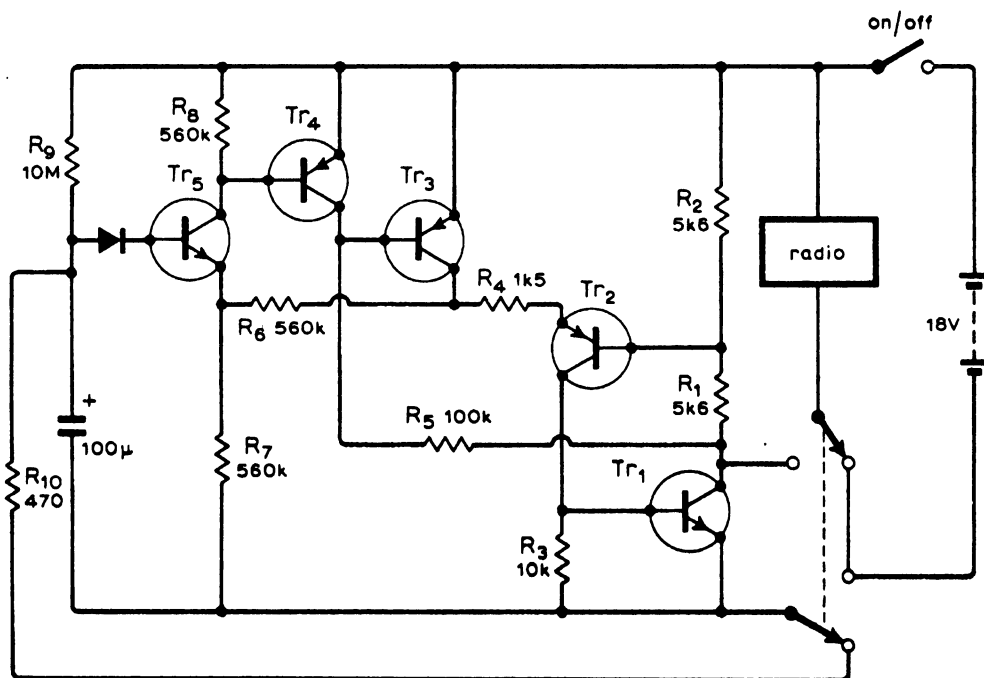 on/off
R8
560k
Tr4
R9
10M
Tr5
Tr3
R2
5k6
radio
R4 1k5
Tr2
18V
R6 560k
R1
5k6
+
100μ
R5 100k
R7
560k
R10
470
Tr1
R3
10k